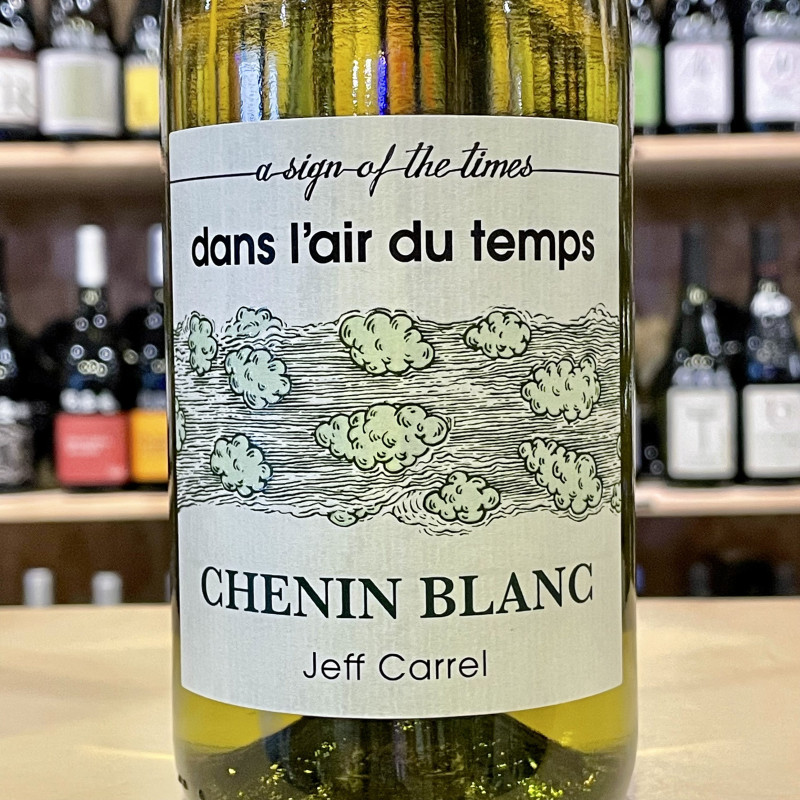 a sign of the times
dans l'air du temps
CHENIN BLANC
Jeff Carrel